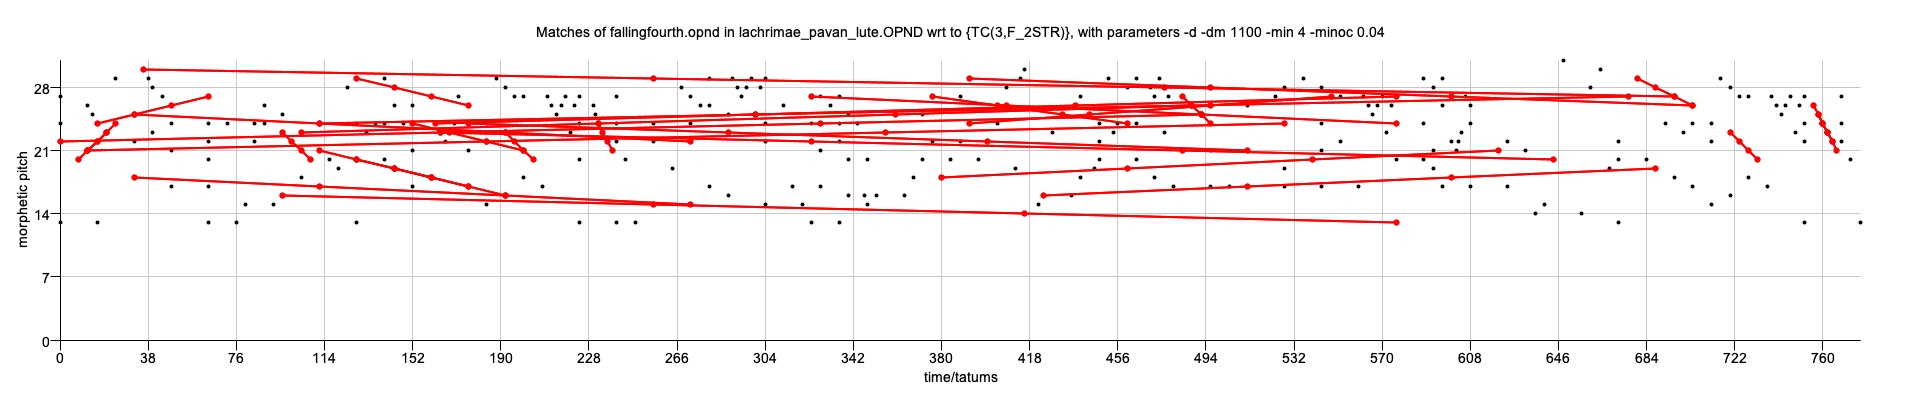 Matches of fallingfourth.opnd in lachrimae_pavan_lute.OPND wrt to {TC(3,F_2STR)}, with parameters -d -dm 1100 -min 4 -minoc 0.04
morphetic pitch
28
21
14
7
0
0 38 76 114 152 190 228 266 304 342 380 418 456 494 532 570 608 646 684 722 760
time/tatums